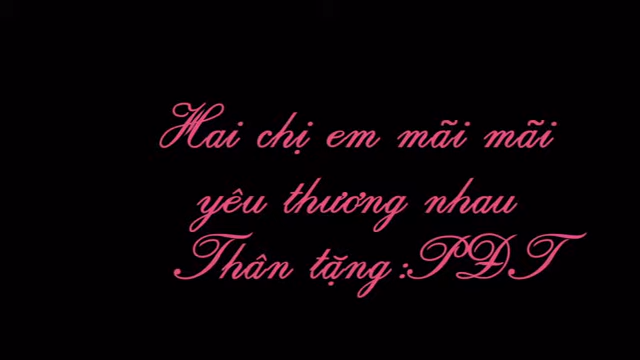 Hai chị em mãi mãi
yêu thương nhau
Thân tặng :PĐT